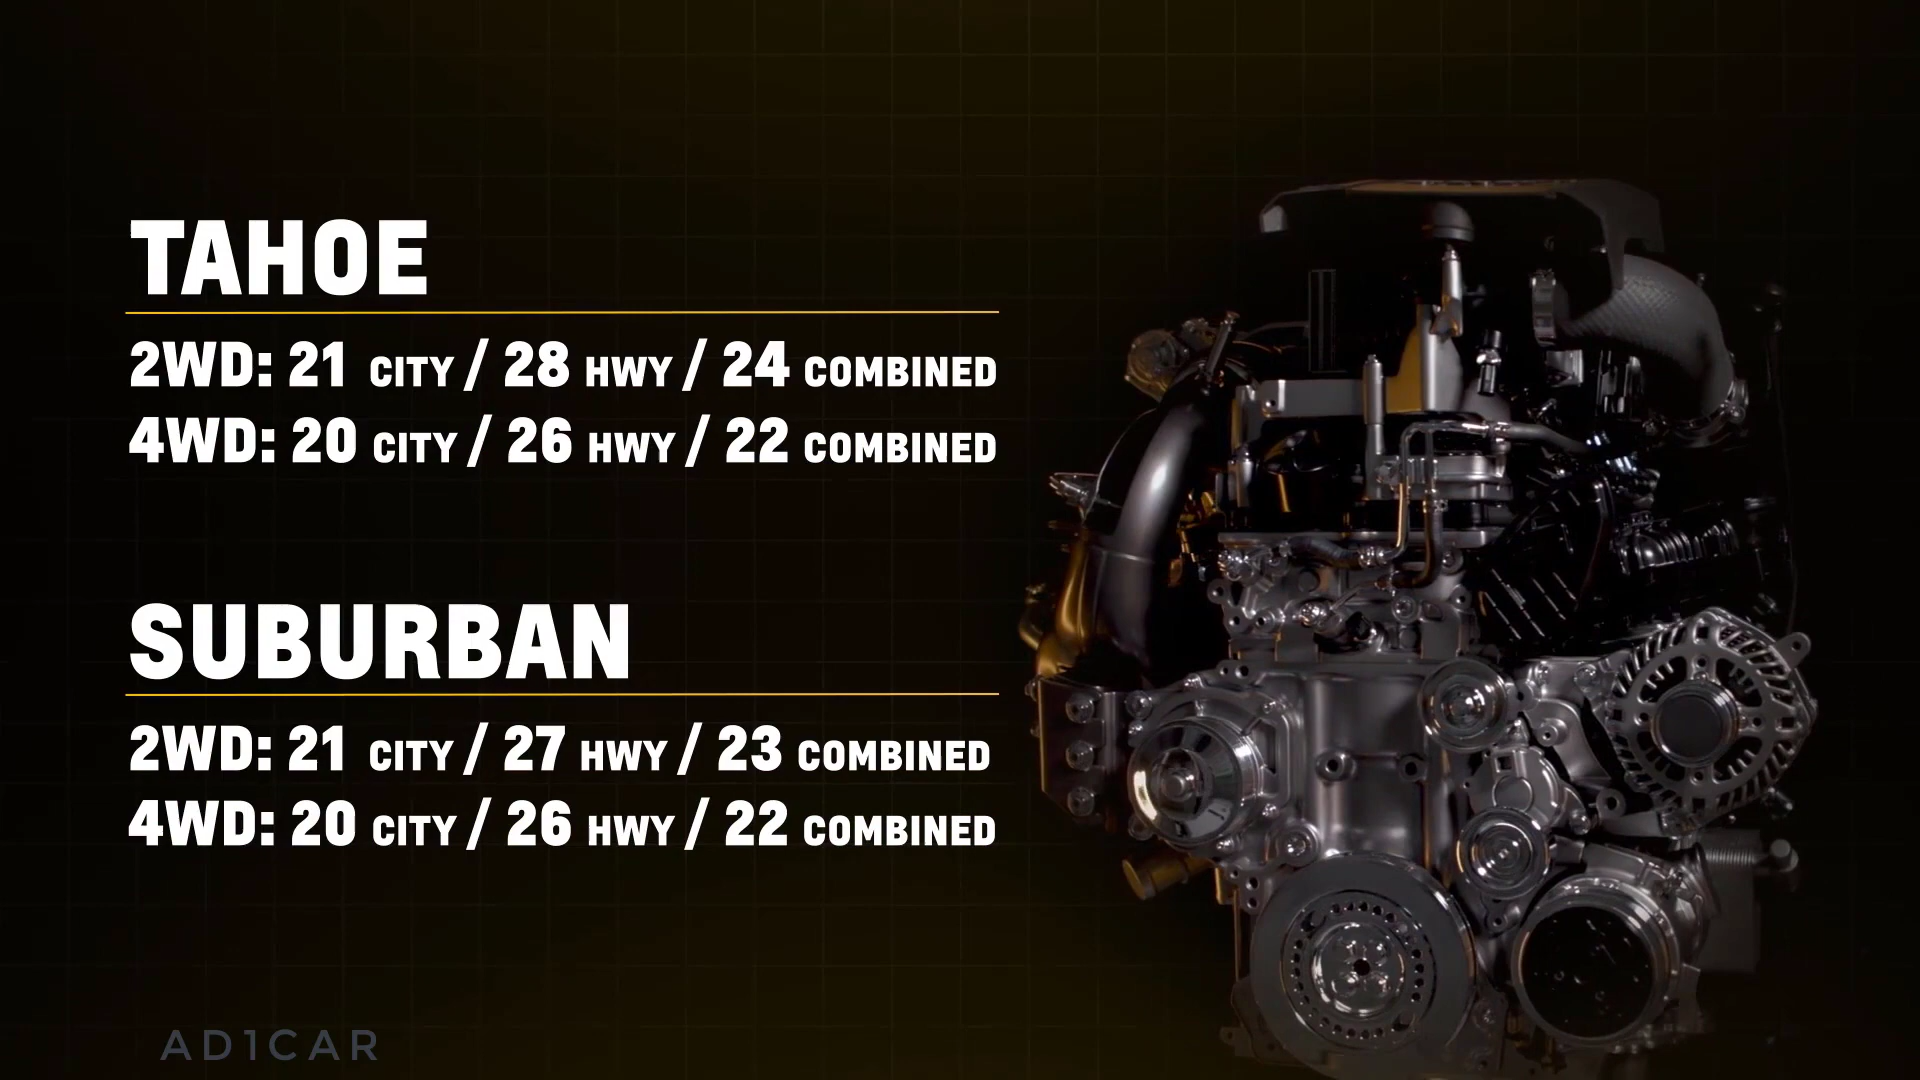 TAHOE
2WD: 21 CITY / 28 HWY / 24 COMBINED
4WD: 20 CITY / 26 HWY / 22 COMBINED
SUBURBAN
2WD: 21 CITY / 27 HWY / 23 COMBINED
4WD: 20 CITY / 26 HWY / 22 COMBINED
AD1CAR